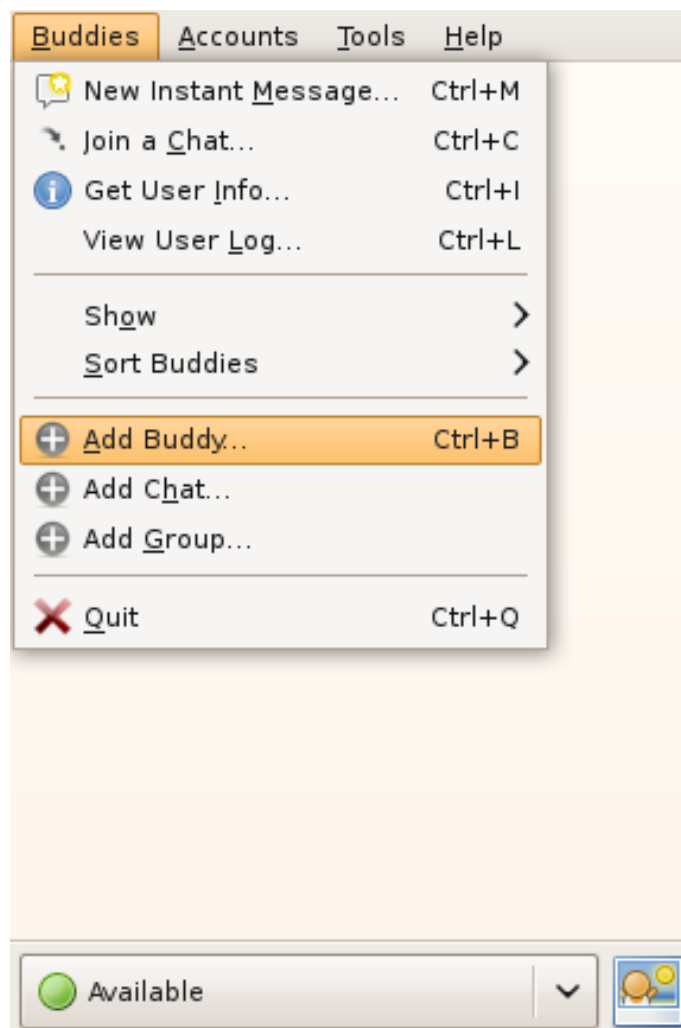 Buddies Accounts Tools Help
New Instant Message... Ctrl+M
Join a Chat... Ctrl+C
Get User Info... Ctrl+I
View User Log... Ctrl+L
Show
Sort Buddies
Add Buddy... Ctrl+B
Add Chat...
Add Group...
Quit Ctrl+Q
Available